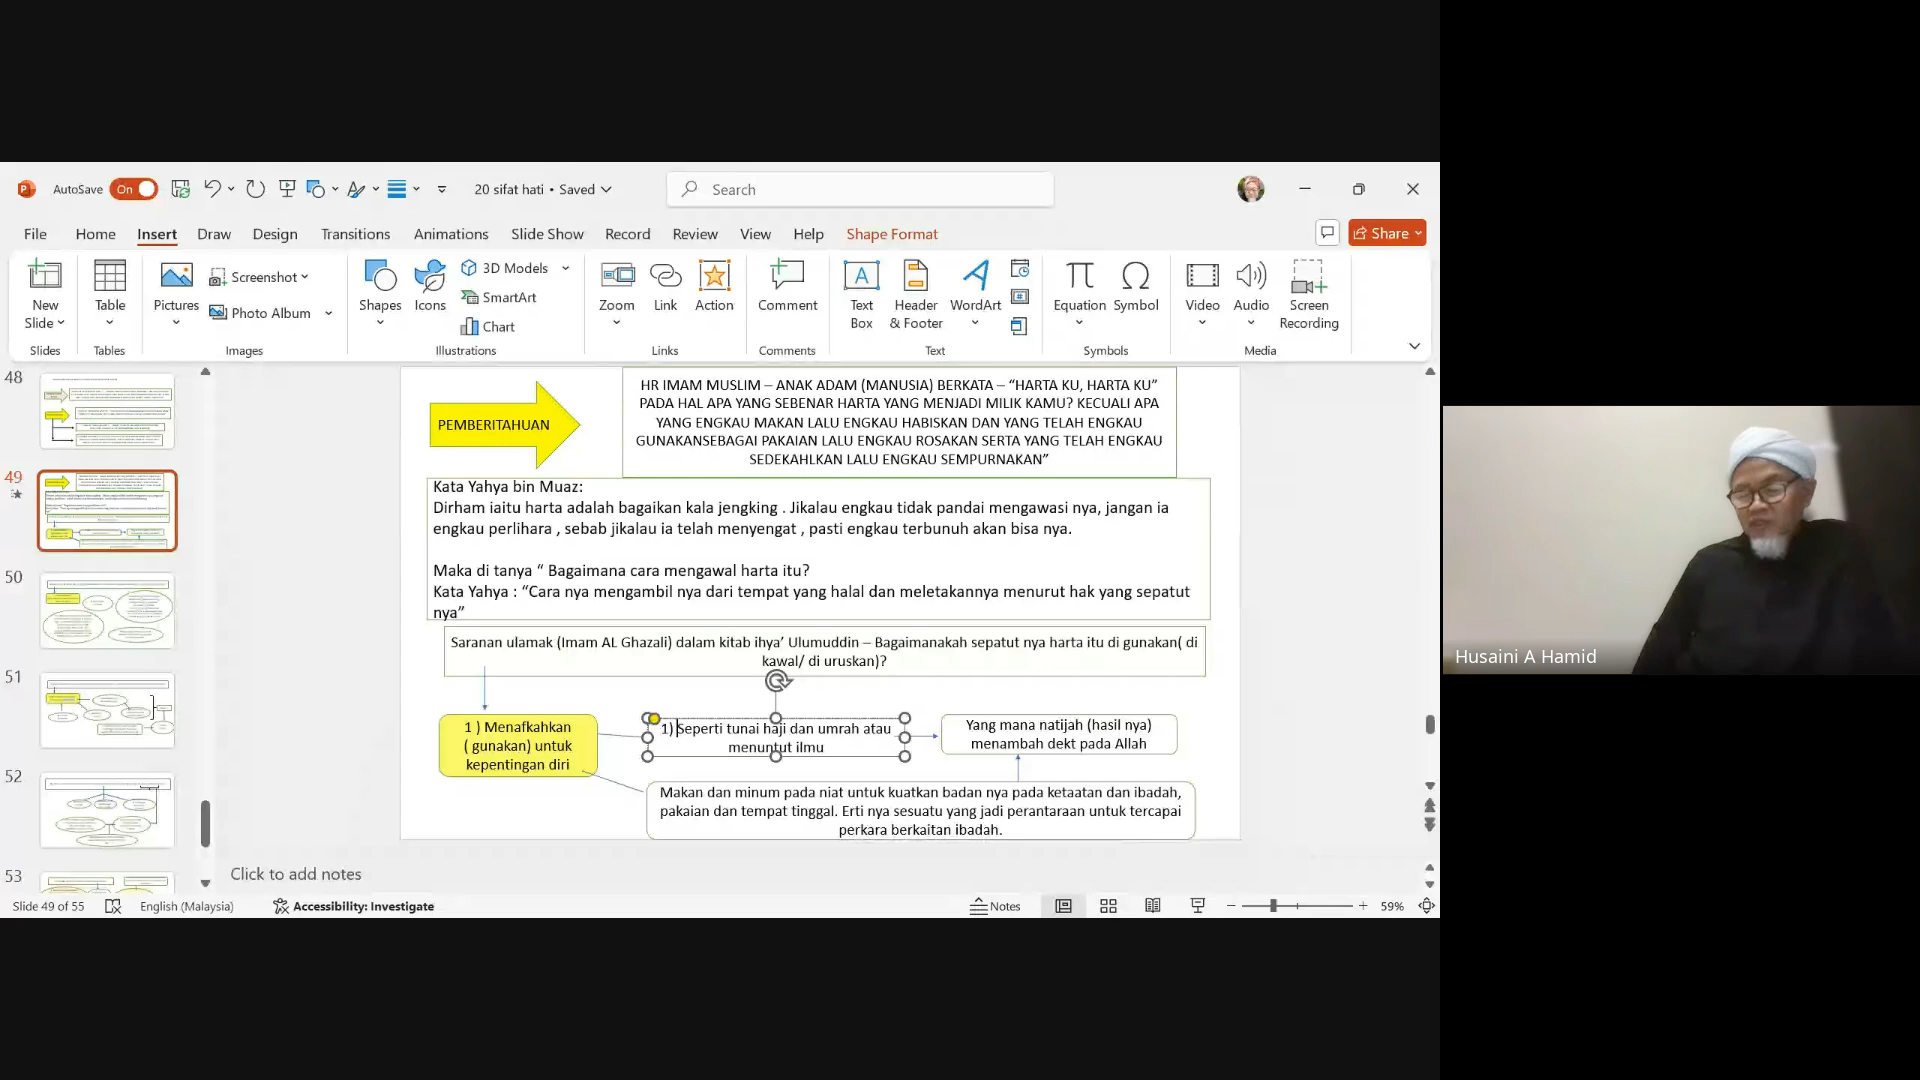 AutoSave On 20 sifat hati • Saved Search
File Home Insert Draw Design Transitions Animations Slide Show Record Review View Help Shape Format Share
New Slide
Table
Pictures
Screenshot
Photo Album
Shapes
Icons
3D Models
SmartArt
Chart
Zoom
Link
Action
Comment
Text Box
Header & Footer
WordArt
Equation
Symbol
Video
Audio
Screen Recording
Slides Tables Images Illustrations Links Comments Text Symbols Media
48
49
50
51
52
53
PEMBERITAHUAN
HR IMAM MUSLIM – ANAK ADAM (MANUSIA) BERKATA – “HARTA KU, HARTA KU”
PADA HAL APA YANG SEBENAR HARTA YANG MENJADI MILIK KAMU? KECUALI APA
YANG ENGKAU MAKAN LALU ENGKAU HABISKAN DAN YANG TELAH ENGKAU
GUNAKANSEBAGAI PAKAIAN LALU ENGKAU ROSAKAN SERTA YANG TELAH ENGKAU
SEDEKAHLKAN LALU ENGKAU SEMPURNAKAN”
Kata Yahya bin Muaz:
Dirham iaitu harta adalah bagaikan kala jengking . Jikalau engkau tidak pandai mengawasi nya, jangan ia
engkau perlihara , sebab jikalau ia telah menyengat , pasti engkau terbunuh akan bisa nya.
Maka di tanya “ Bagaimana cara mengawal harta itu?
Kata Yahya : “Cara nya mengambil nya dari tempat yang halal dan meletakannya menurut hak yang sepatut
nya”
Saranan ulamak (Imam AL Ghazali) dalam kitab ihya’ Ulumuddin – Bagaimanakah sepatut nya harta itu di gunakan( di
kawal/ di uruskan)?
1 ) Menafkahkan
( gunakan) untuk
kepentingan diri
1) Seperti tunai haji dan umrah atau
menuntut ilmu
Yang mana natijah (hasil nya)
menambah dekt pada Allah
Makan dan minum pada niat untuk kuatkan badan nya pada ketaatan dan ibadah,
pakaian dan tempat tinggal. Erti nya sesuatu yang jadi perantaraan untuk tercapai
perkara berkaitan ibadah.
Click to add notes
Slide 49 of 55 English (Malaysia) Accessibility: Investigate Notes 59%
Husaini A Hamid